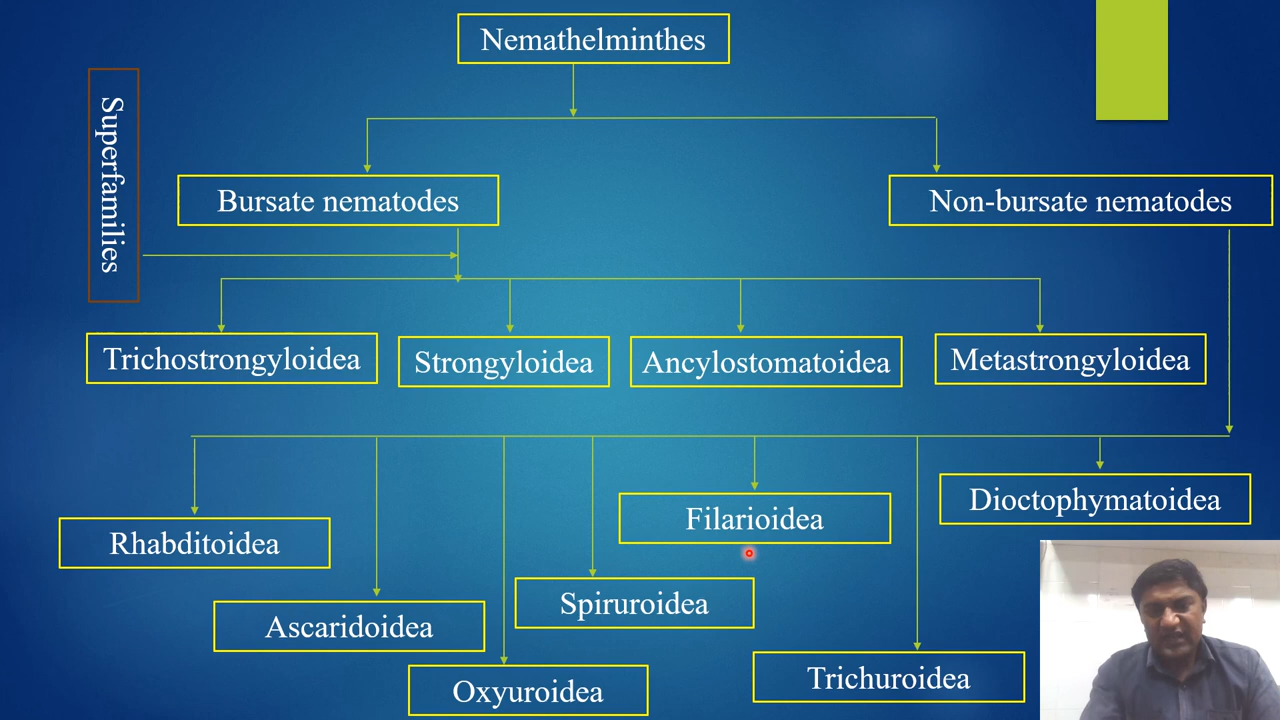 Nemathelminthes
Superfamilies
Bursate nematodes
Non-bursate nematodes
Trichostrongyloidea
Strongyloidea
Ancylostomatoidea
Metastrongyloidea
Rhabditoidea
Ascaridoidea
Oxyuroidea
Spiruroidea
Filarioidea
Trichuroidea
Dioctophymatoidea